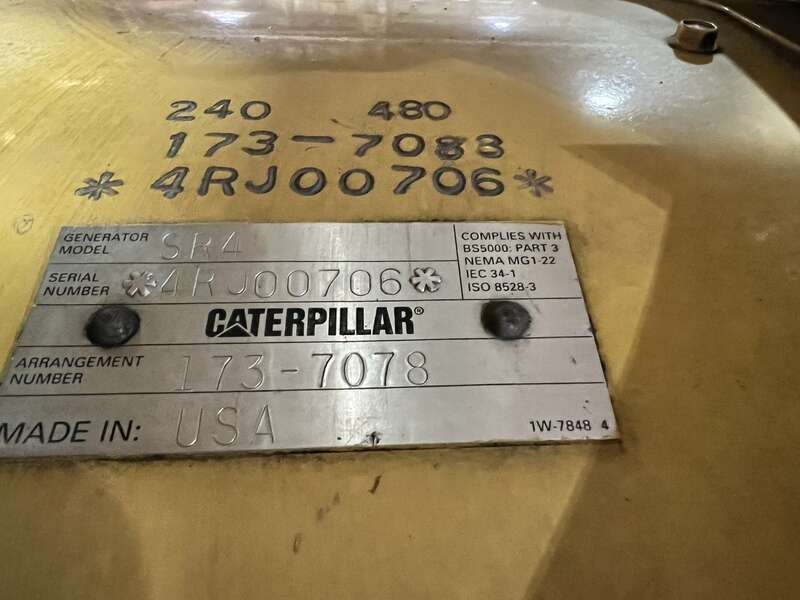 240 480
173-7083
*4RJ00706*
GENERATOR MODEL SR4
SERIAL NUMBER *4RJ00706*
COMPLIES WITH
BS5000: PART 3
NEMA MG1-22
IEC 34-1
ISO 8528-3
CATERPILLAR®
ARRANGEMENT NUMBER 173-7078
MADE IN: USA
1W-7848 4